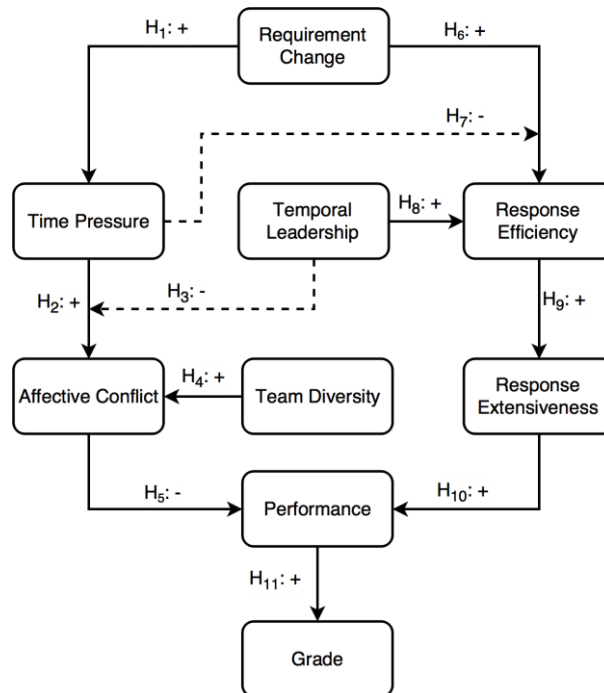 H₁: +
Requirement
Change
H₆: +
H₇: -
Time Pressure
Temporal
Leadership
H₈: +
Response
Efficiency
H₂: +
H₃: -
H₉: +
Affective Conflict
H₄: +
Team Diversity
Response
Extensiveness
H₅: -
Performance
H₁₀: +
H₁₁: +
Grade